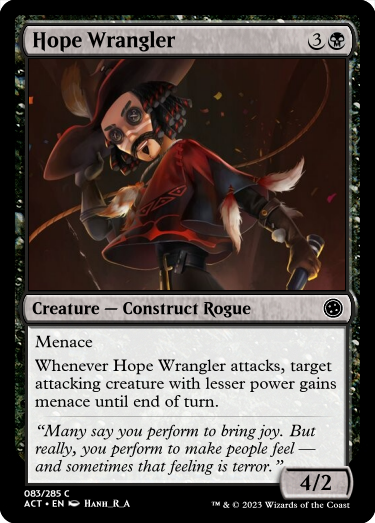 Hope Wrangler 3
Creature — Construct Rogue
Menace
Whenever Hope Wrangler attacks, target
attacking creature with lesser power gains
menace until end of turn.
“Many say you perform to bring joy. But
really, you perform to make people feel —
and sometimes that feeling is terror.”
4/2
083/285 C
ACT • EN HANH_R_A
™ & © 2023 Wizards of the Coast